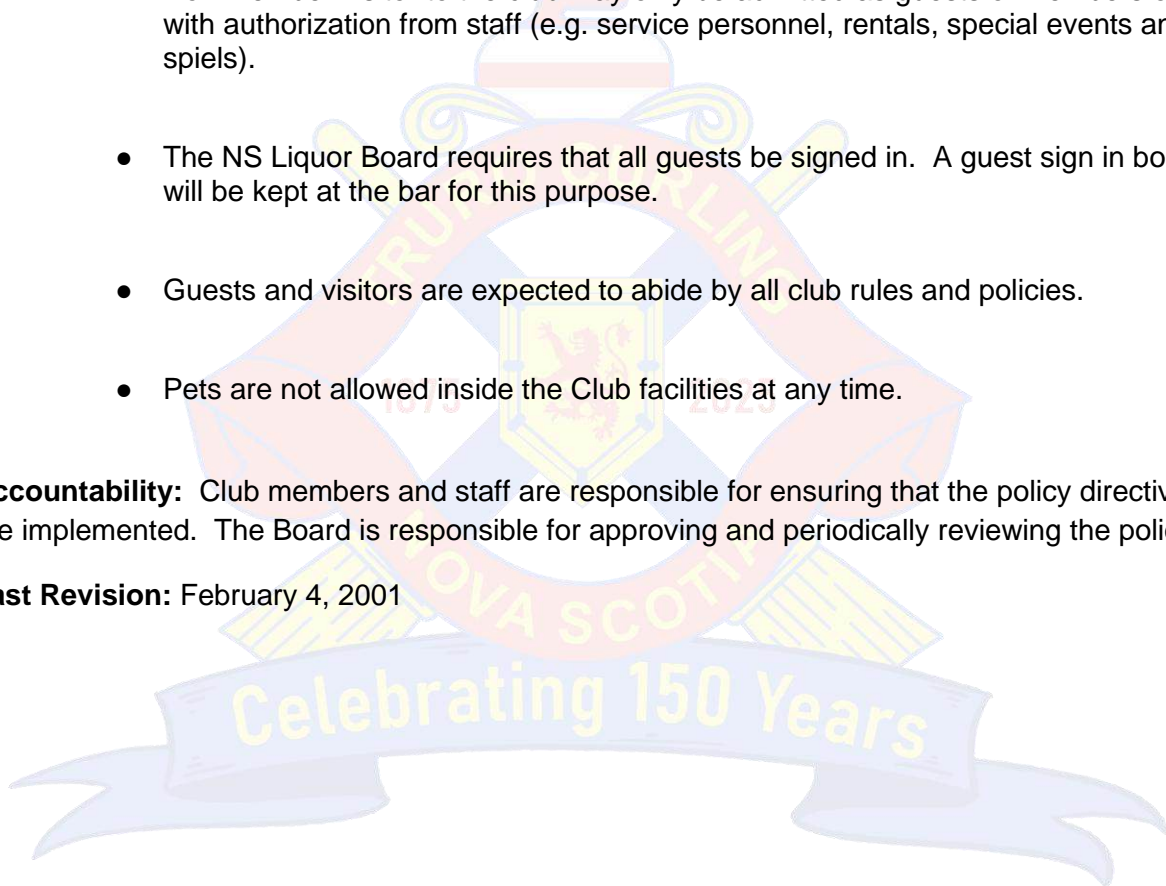 with authorization from staff (e.g. service personnel, rentals, special events
spiels).
● The NS Liquor Board requires that all guests be signed in. A guest sign in
will be kept at the bar for this purpose.
● Guests and visitors are expected to abide by all club rules and policies.
● Pets are not allowed inside the Club facilities at any time.
ccountability: Club members and staff are responsible for ensuring that the policy directiv
e implemented. The Board is responsible for approving and periodically reviewing the polic
ast Revision: February 4, 2001
TRURO CURLING
1875 2025
NOVA SCOTIA
Celebrating 150 Years